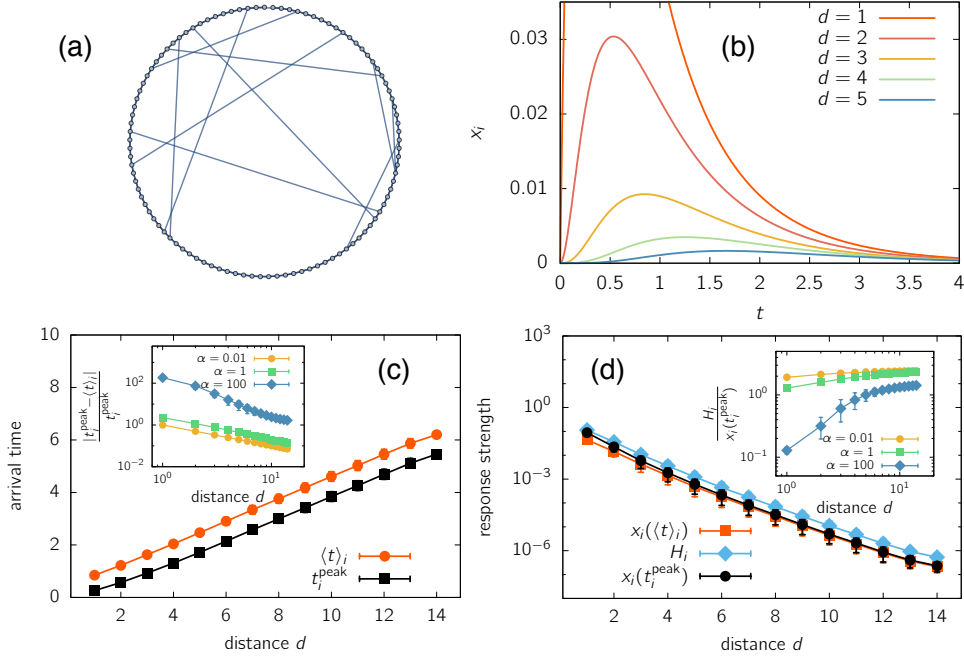 (a)
(b)
x_i
0.03
0.02
0.01
0
d = 1
d = 2
d = 3
d = 4
d = 5
0
0.5
1
1.5
2
2.5
3
3.5
4
t
(c)
arrival time
10
8
6
4
2
0
|t_i^peak − ⟨t⟩_i|
t_i^peak
10^2
10^0
10^−2
α = 0.01
α = 1
α = 100
10^0
10^1
distance d
⟨t⟩_i
t_i^peak
2
4
6
8
10
12
14
distance d
(d)
response strength
10^3
10^0
10^−3
10^−6
H_i
x_i(t_i^peak)
10^0
10^−1
α = 0.01
α = 1
α = 100
10^0
10^1
distance d
x_i(⟨t⟩_i)
H_i
x_i(t_i^peak)
2
4
6
8
10
12
14
distance d